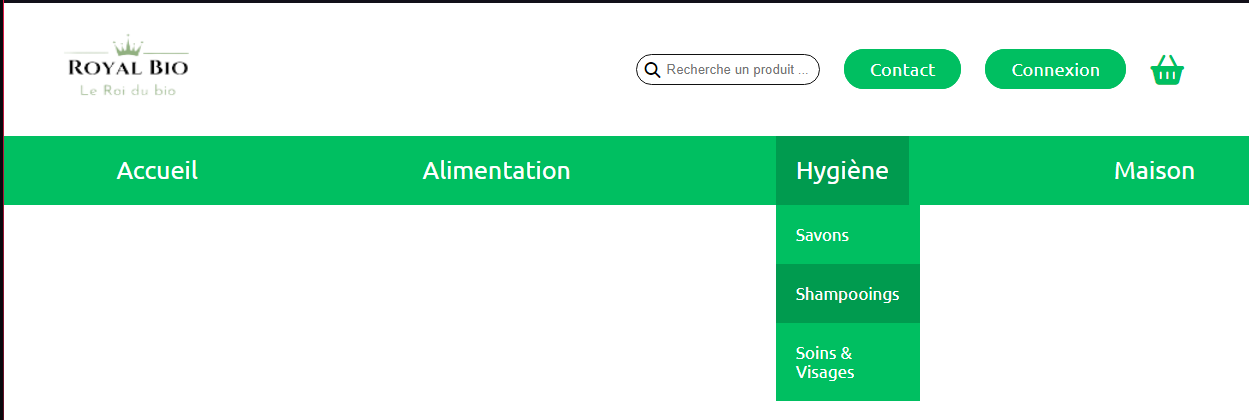 ROYAL BIO
Le Roi du bio
Recherche un produit ...
Contact
Connexion
Accueil
Alimentation
Hygiène
Maison
Savons
Shampooings
Soins &
Visages